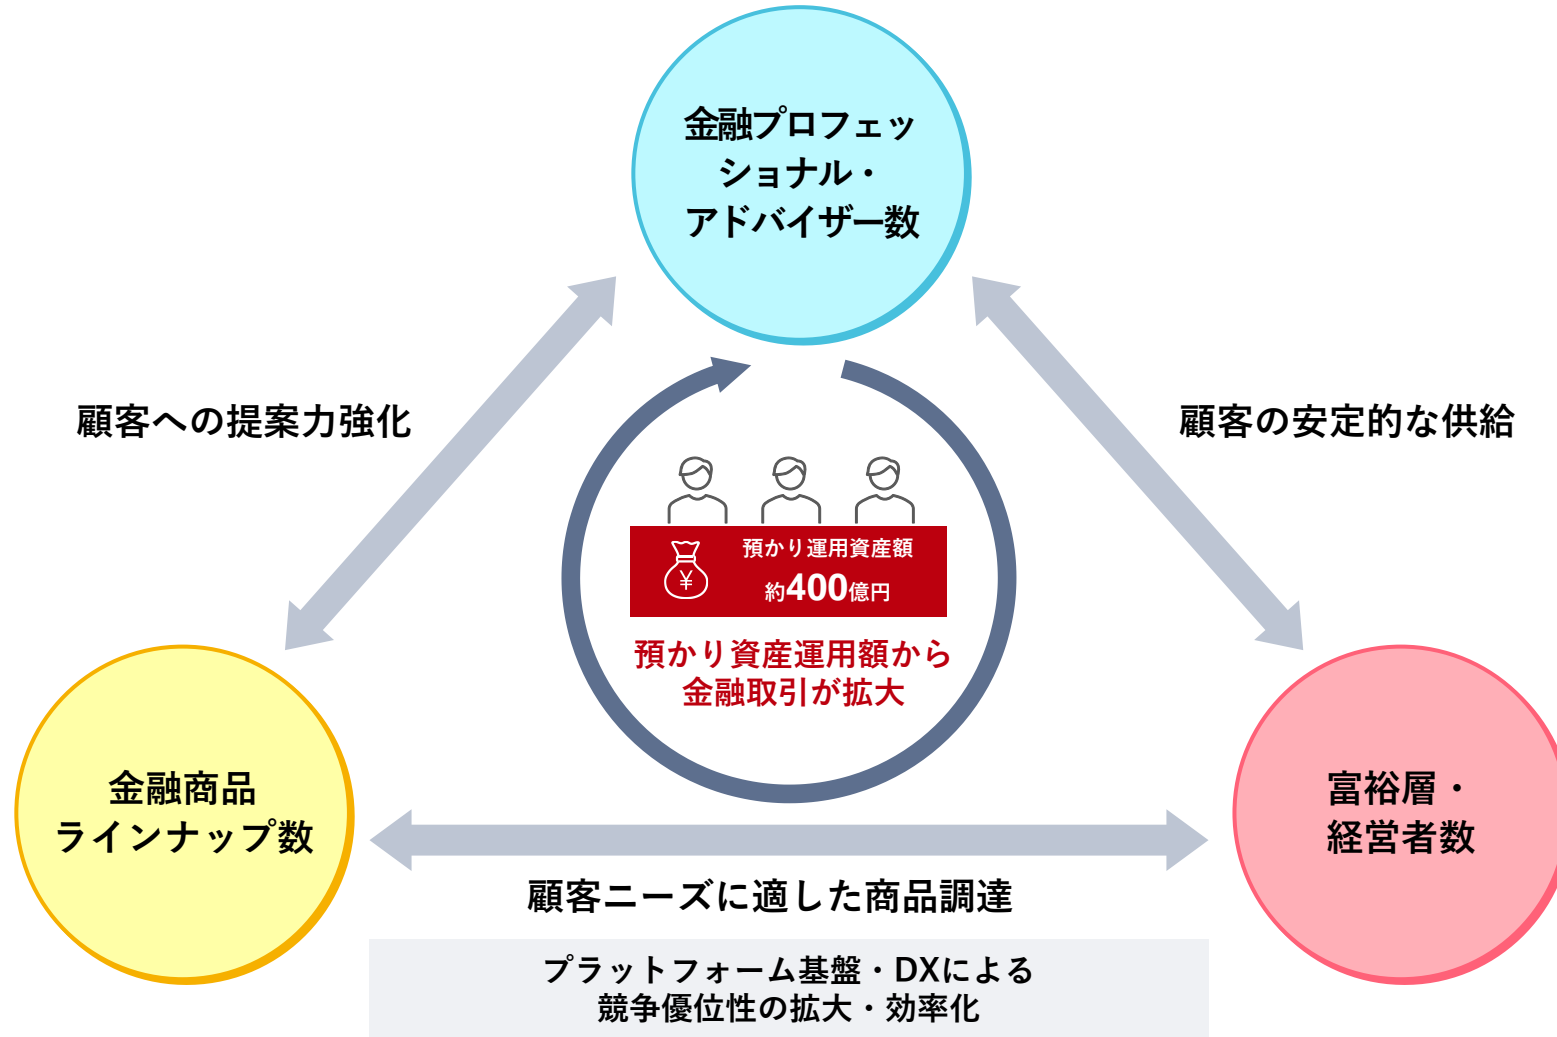 金融プロフェッ
ショナル・
アドバイザー数
顧客への提案力強化
顧客の安定的な供給
¥
預かり運用資産額
約400億円
預かり資産運用額から
金融取引が拡大
金融商品
ラインナップ数
富裕層・
経営者数
顧客ニーズに適した商品調達
プラットフォーム基盤・DXによる
競争優位性の拡大・効率化